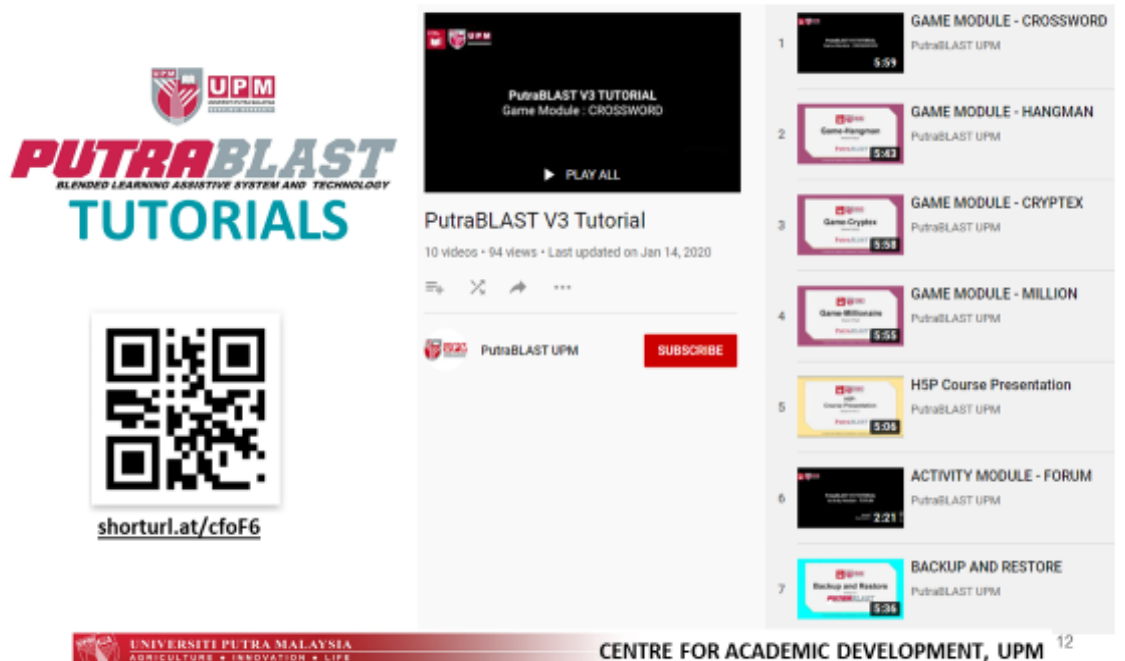 UPM
UNIVERSITI PUTRA MALAYSIA
PUTRABLAST
BLENDED LEARNING ASSISTIVE SYSTEM AND TECHNOLOGY
TUTORIALS
shorturl.at/cfoF6
UPM
PutraBLAST V3 TUTORIAL
Game Module : CROSSWORD
PLAY ALL
PutraBLAST V3 Tutorial
10 videos • 94 views • Last updated on Jan 14, 2020
PutraBLAST UPM
SUBSCRIBE
1
5:59
GAME MODULE - CROSSWORD
PutraBLAST UPM
2
Game-Hangman
5:43
GAME MODULE - HANGMAN
PutraBLAST UPM
3
Game-Cryptex
5:58
GAME MODULE - CRYPTEX
PutraBLAST UPM
4
Game-Millionaire
5:55
GAME MODULE - MILLION
PutraBLAST UPM
5
H5P
Course Presentation
5:06
H5P Course Presentation
PutraBLAST UPM
6
2:21
ACTIVITY MODULE - FORUM
PutraBLAST UPM
7
Backup and Restore
PUTRABLAST
5:36
BACKUP AND RESTORE
PutraBLAST UPM
UNIVERSITI PUTRA MALAYSIA
AGRICULTURE • INNOVATION • LIFE
CENTRE FOR ACADEMIC DEVELOPMENT, UPM
12